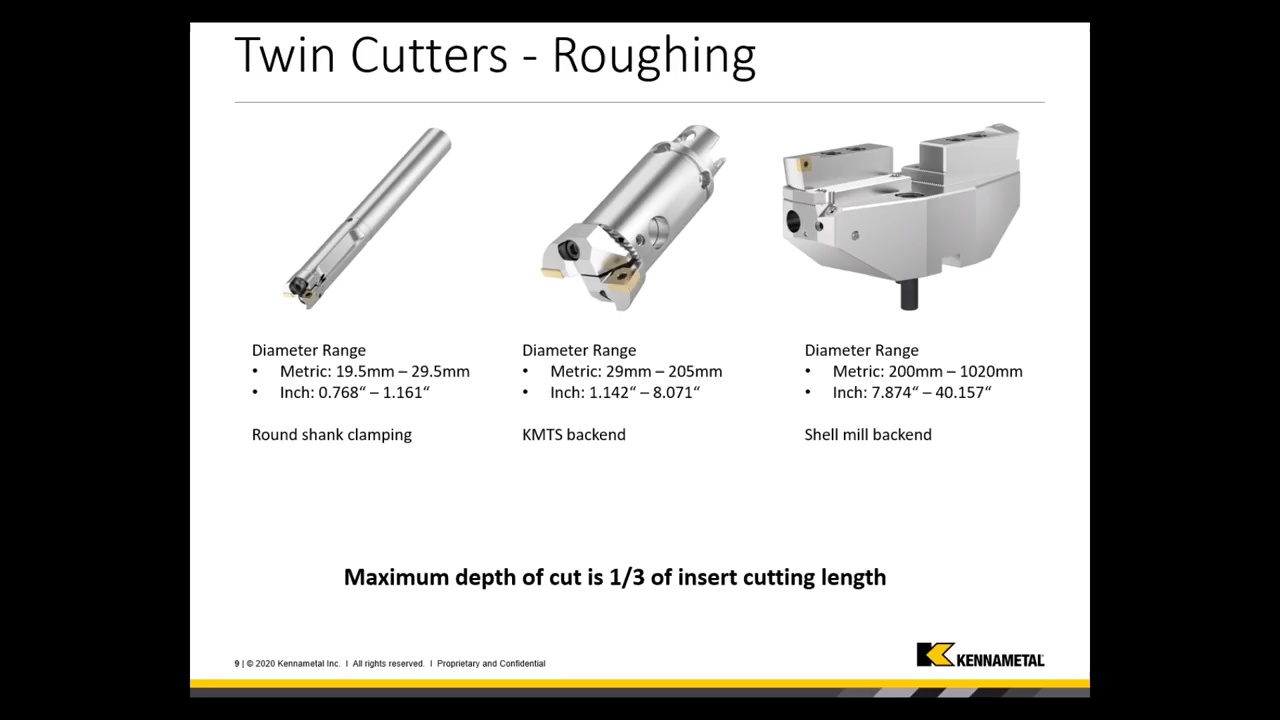 Twin Cutters - Roughing
Diameter Range
• Metric: 19.5mm – 29.5mm
• Inch: 0.768“ – 1.161“
Round shank clamping
Diameter Range
• Metric: 29mm – 205mm
• Inch: 1.142“ – 8.071“
KMTS backend
Diameter Range
• Metric: 200mm – 1020mm
• Inch: 7.874“ – 40.157“
Shell mill backend
Maximum depth of cut is 1/3 of insert cutting length
9 | © 2020 Kennametal Inc. I All rights reserved. I Proprietary and Confidential
KENNAMETAL